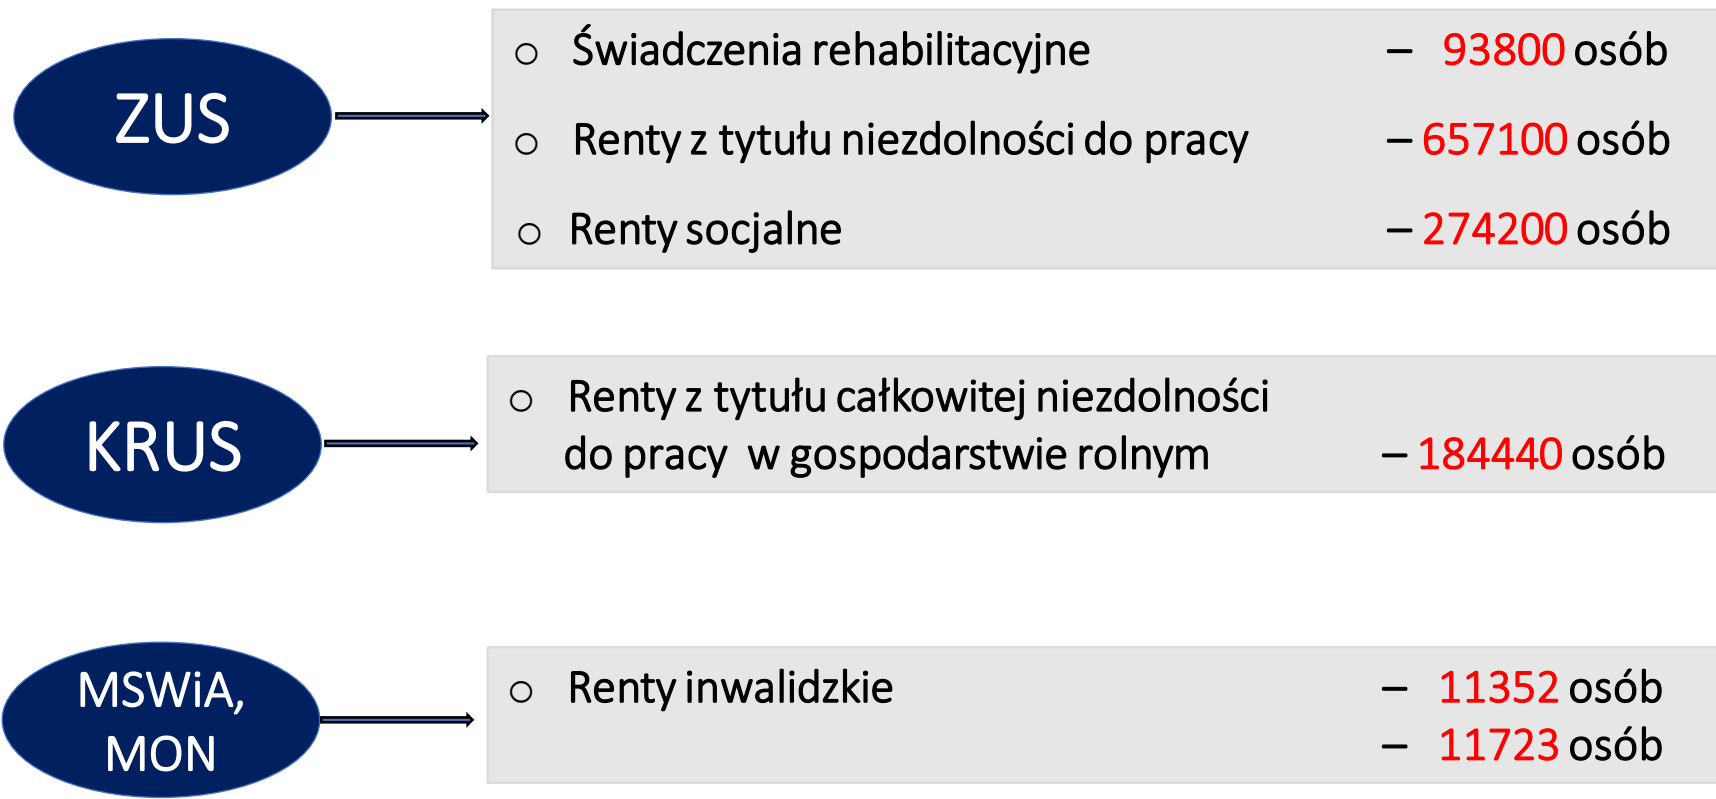 ZUS
○ Świadczenia rehabilitacyjne – 93800 osób
○ Renty z tytułu niezdolności do pracy – 657100 osób
○ Renty socjalne – 274200 osób
KRUS
○ Renty z tytułu całkowitej niezdolności
do pracy w gospodarstwie rolnym – 184440 osób
MSWiA,
MON
○ Renty inwalidzkie – 11352 osób
– 11723 osób